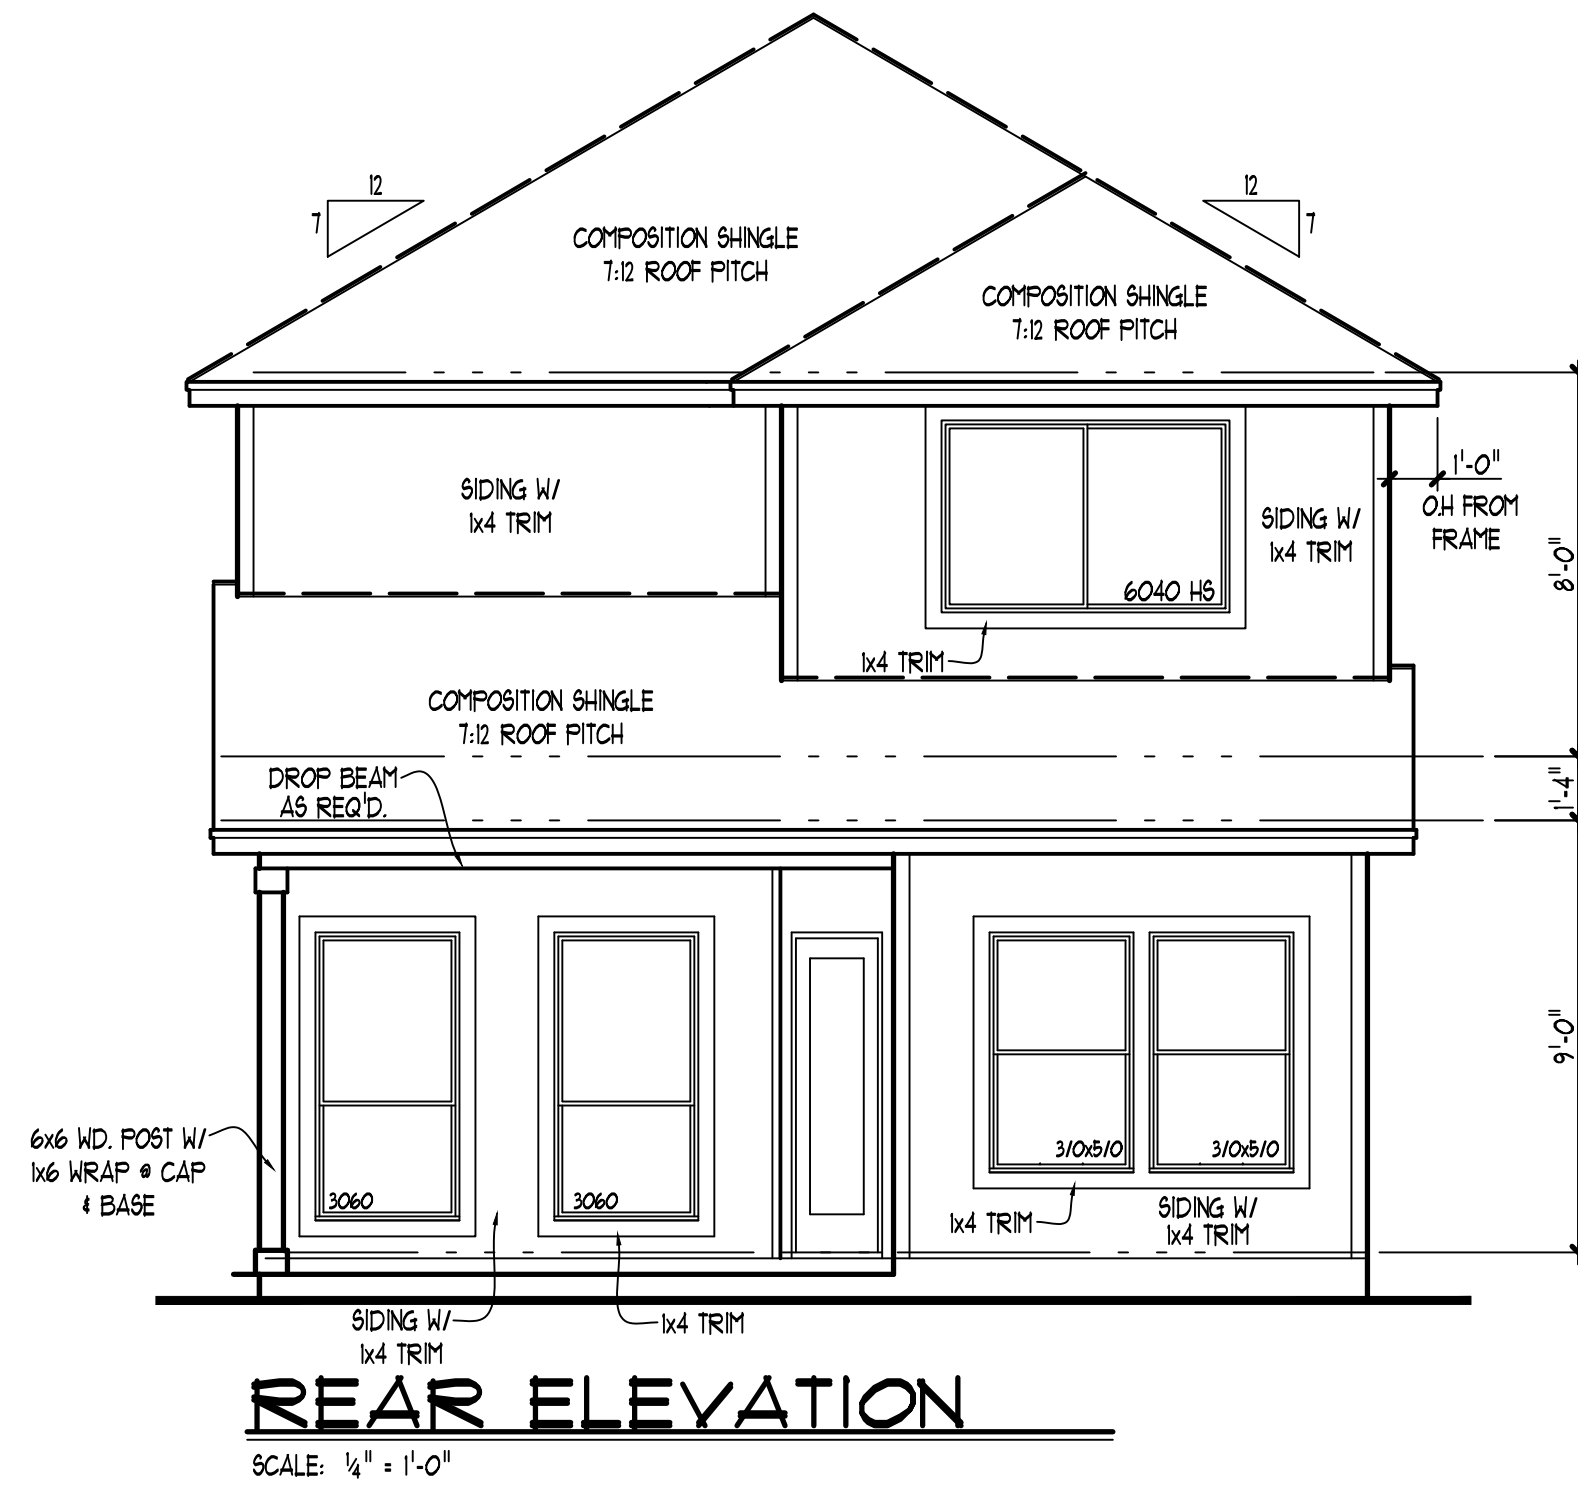 12
7
12
7
COMPOSITION SHINGLE
7:12 ROOF PITCH
COMPOSITION SHINGLE
7:12 ROOF PITCH
SIDING W/
1x4 TRIM
1'-0"
O.H FROM
FRAME
SIDING W/
1x4 TRIM
8'-0"
6040 HS
1x4 TRIM
COMPOSITION SHINGLE
7:12 ROOF PITCH
DROP BEAM
AS REQ'D.
1'-4"
9'-0"
6x6 WD. POST W/
1x6 WRAP @ CAP
& BASE
3060
3060
3/0x5/0
3/0x5/0
1x4 TRIM
SIDING W/
1x4 TRIM
SIDING W/
1x4 TRIM
1x4 TRIM
REAR ELEVATION
SCALE: ¼" = 1'-0"